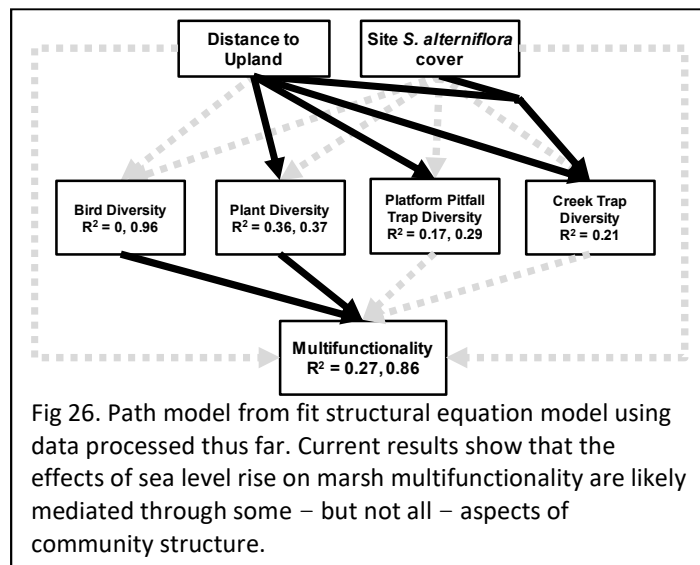 Distance to
Upland
Site S. alterniflora
cover
Bird Diversity
R² = 0, 0.96
Plant Diversity
R² = 0.36, 0.37
Platform Pitfall
Trap Diversity
R² = 0.17, 0.29
Creek Trap
Diversity
R² = 0.21
Multifunctionality
R² = 0.27, 0.86
Fig 26. Path model from fit structural equation model using
data processed thus far. Current results show that the
effects of sea level rise on marsh multifunctionality are likely
mediated through some – but not all – aspects of
community structure.